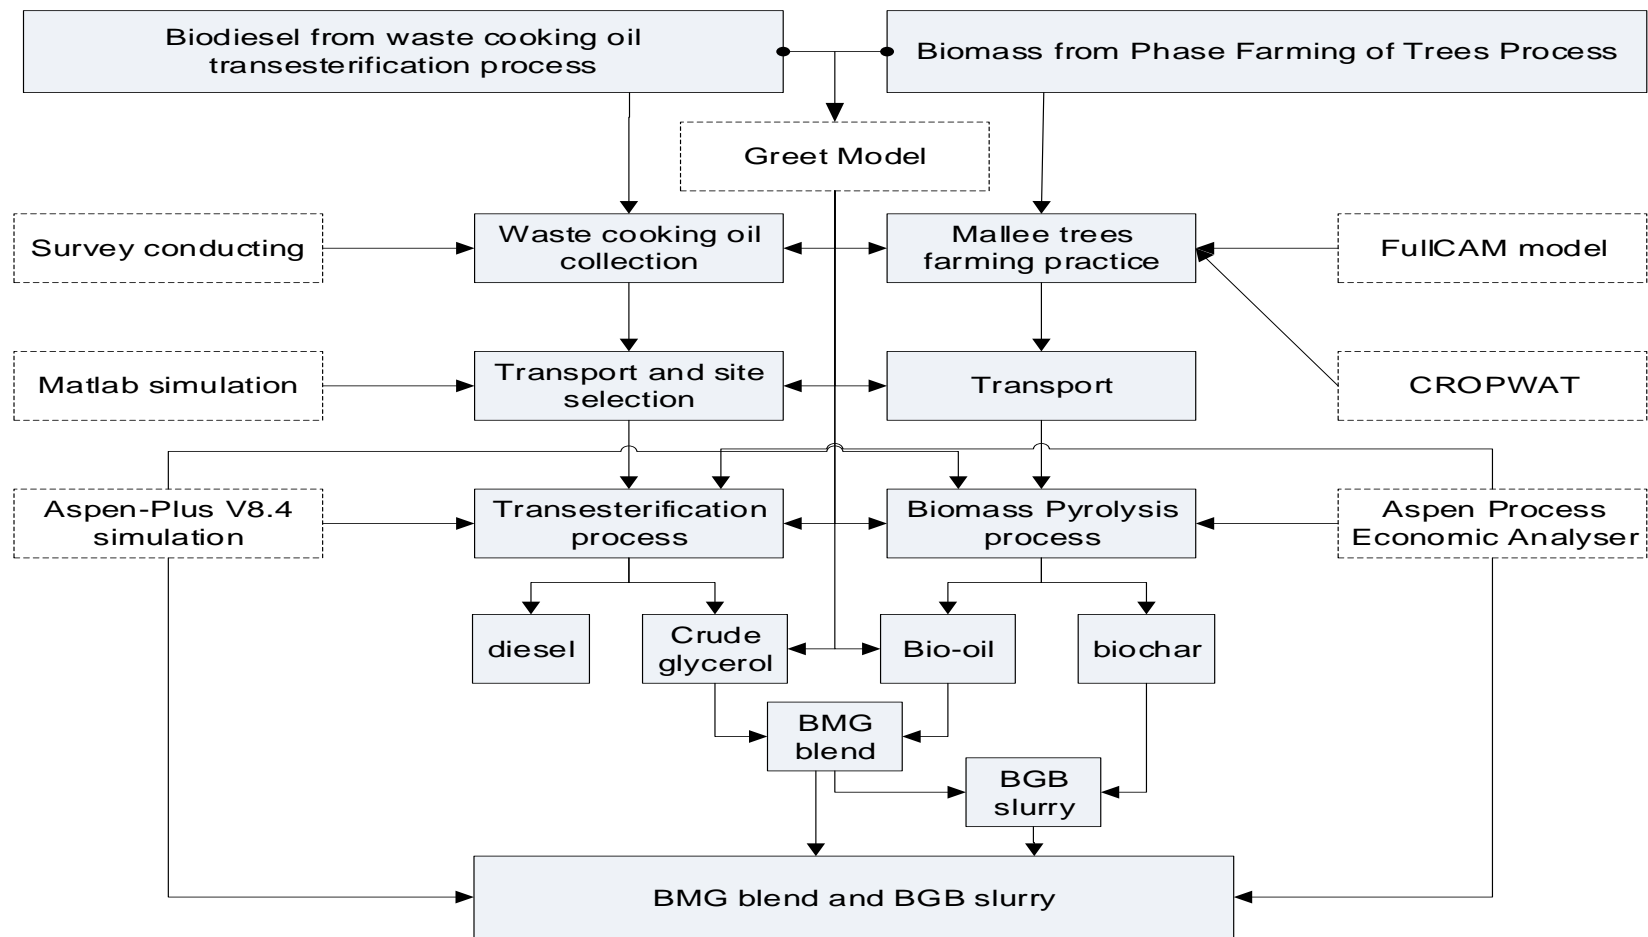 Biodiesel from waste cooking oil
transesterification process
Biomass from Phase Farming of Trees Process
Greet Model
Survey conducting
Waste cooking oil
collection
Mallee trees
farming practice
FullCAM model
Matlab simulation
Transport and site
selection
Transport
CROPWAT
Aspen-Plus V8.4
simulation
Transesterification
process
Biomass Pyrolysis
process
Aspen Process
Economic Analyser
diesel
Crude
glycerol
Bio-oil
biochar
BMG
blend
BGB
slurry
BMG blend and BGB slurry